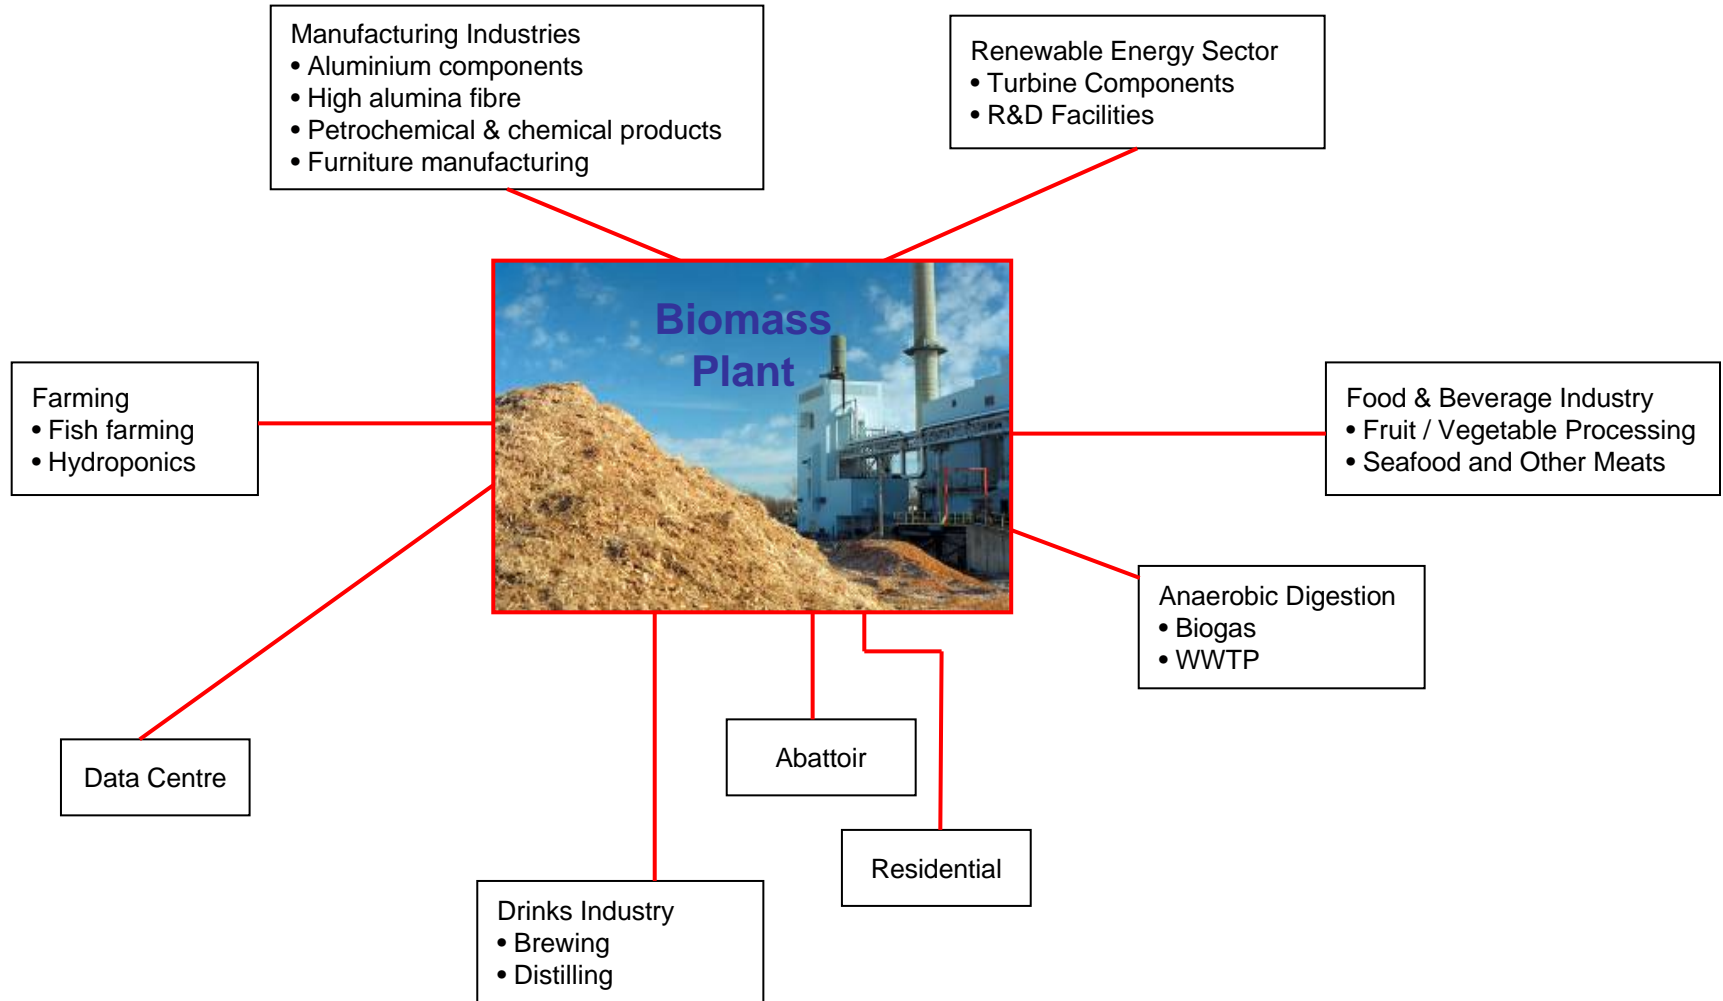 Manufacturing Industries
• Aluminium components
• High alumina fibre
• Petrochemical & chemical products
• Furniture manufacturing
Renewable Energy Sector
• Turbine Components
• R&D Facilities
Biomass
Plant
Farming
• Fish farming
• Hydroponics
Food & Beverage Industry
• Fruit / Vegetable Processing
• Seafood and Other Meats
Anaerobic Digestion
• Biogas
• WWTP
Data Centre
Abattoir
Residential
Drinks Industry
• Brewing
• Distilling